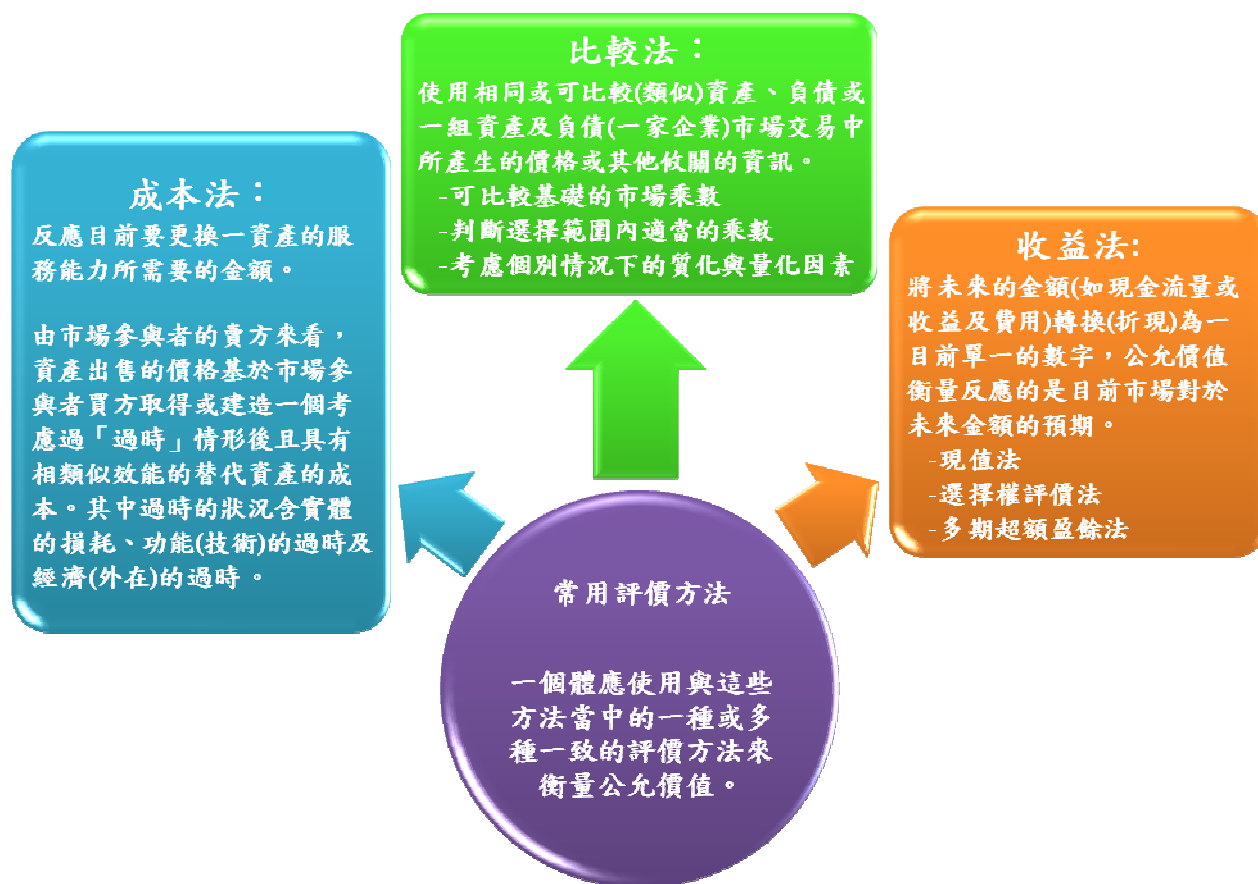 比較法：
使用相同或可比較(類似)資產、負債或
一組資產及負債(一家企業)市場交易中
所產生的價格或其他攸關的資訊。
-可比較基礎的市場乘數
-判斷選擇範圍內適當的乘數
-考慮個別情況下的質化與量化因素
成本法：
反應目前要更換一資產的服
務能力所需要的金額。
由市場參與者的賣方來看，
資產出售的價格基於市場參
與者買方取得或建造一個考
慮過「過時」情形後且具有
相類似效能的替代資產的成
本。其中過時的狀況含實體
的損耗、功能(技術)的過時及
經濟(外在)的過時。
收益法:
將未來的金額(如現金流量或
收益及費用)轉換(折現)為一
目前單一的數字，公允價值
衡量反應的是目前市場對於
未來金額的預期。
-現值法
-選擇權評價法
-多期超額盈餘法
常用評價方法
一個體應使用與這些
方法當中的一種或多
種一致的評價方法來
衡量公允價值。